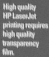 High quality
HP LaserJet
printing requires
high quality
transparency
film.